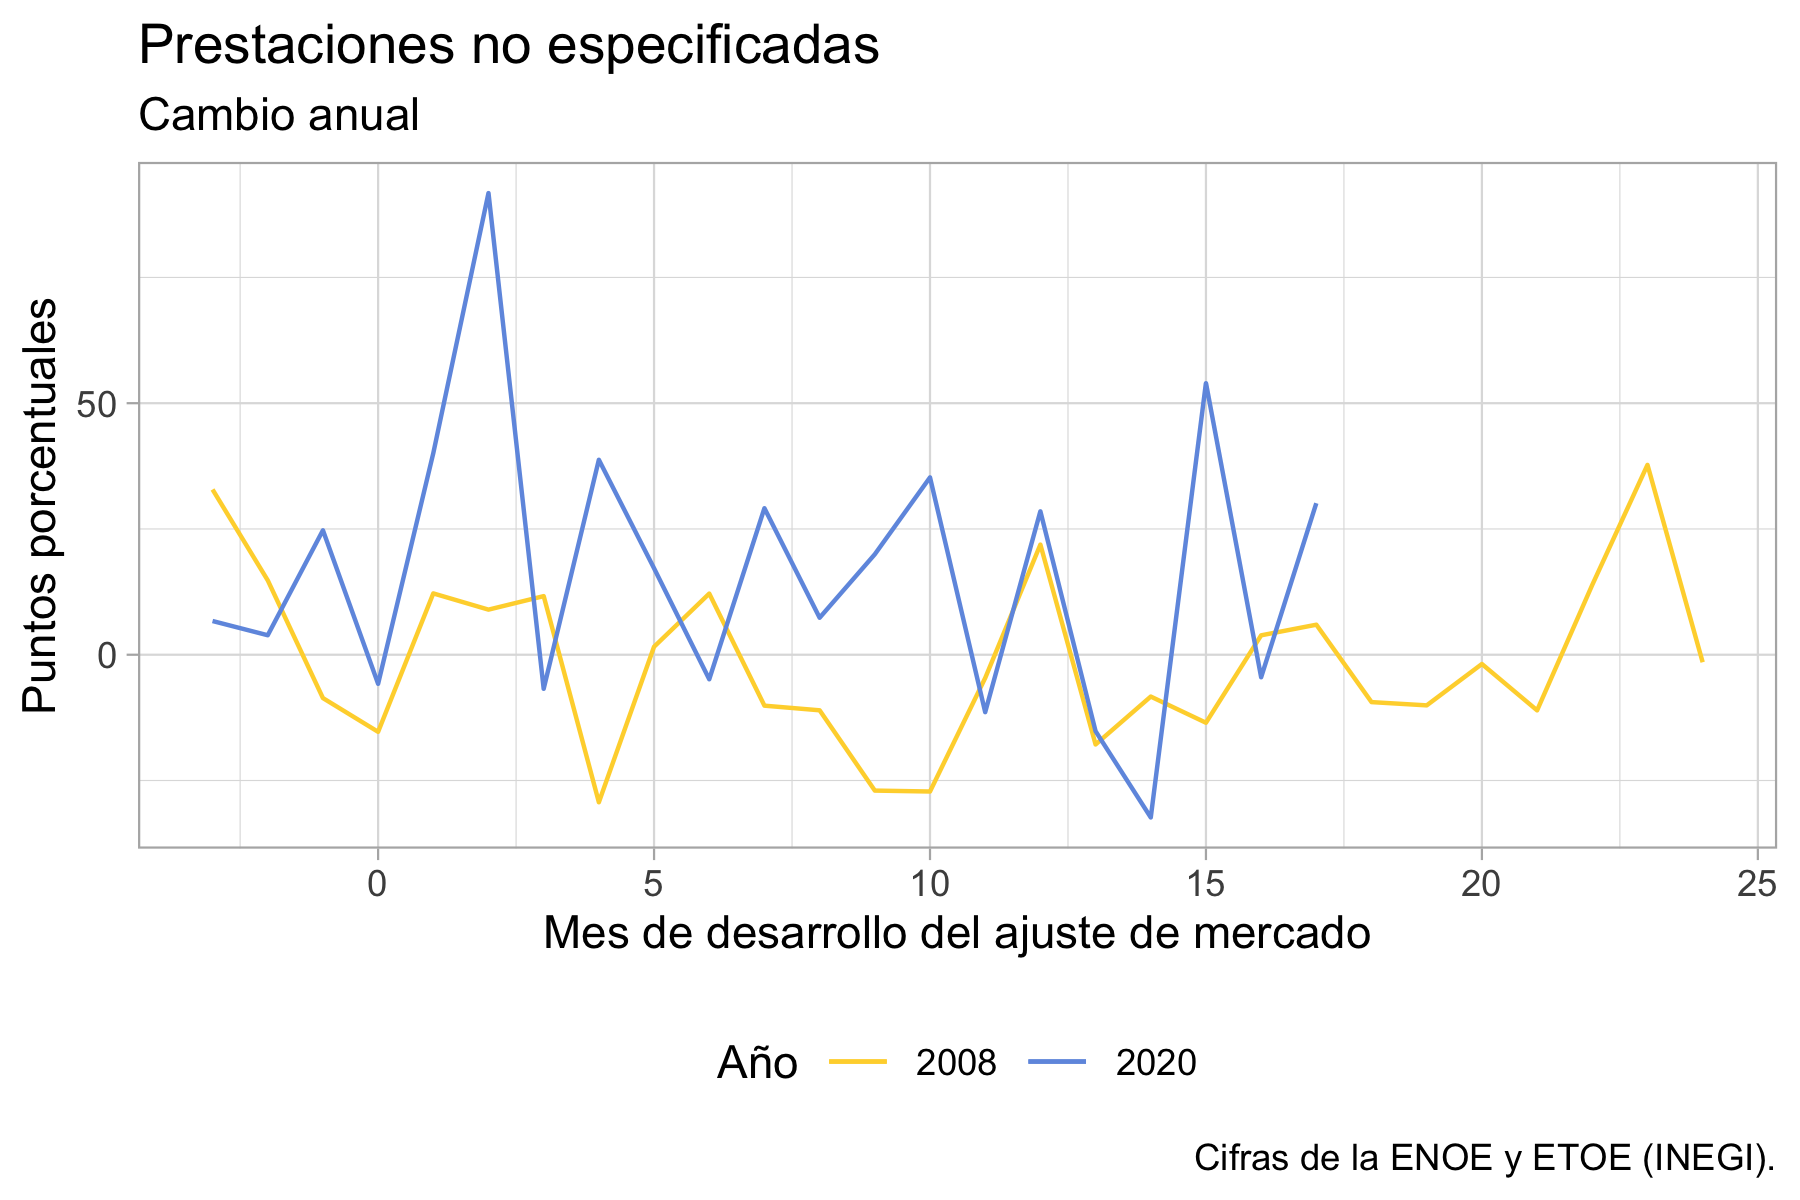 Prestaciones no especificadas
Cambio anual
Puntos porcentuales
50
0
0 5 10 15 20 25
Mes de desarrollo del ajuste de mercado
Año 2008 2020
Cifras de la ENOE y ETOE (INEGI).